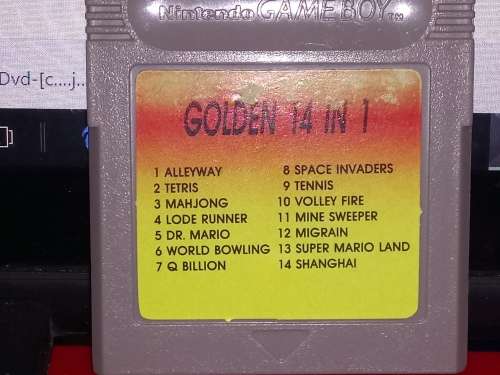 Nintendo GAME BOY TM
Dvd-[c....j..
GOLDEN 14 IN 1
1 ALLEYWAY
2 TETRIS
3 MAHJONG
4 LODE RUNNER
5 DR. MARIO
6 WORLD BOWLING
7 Q BILLION
8 SPACE INVADERS
9 TENNIS
10 VOLLEY FIRE
11 MINE SWEEPER
12 MIGRAIN
13 SUPER MARIO LAND
14 SHANGHAI